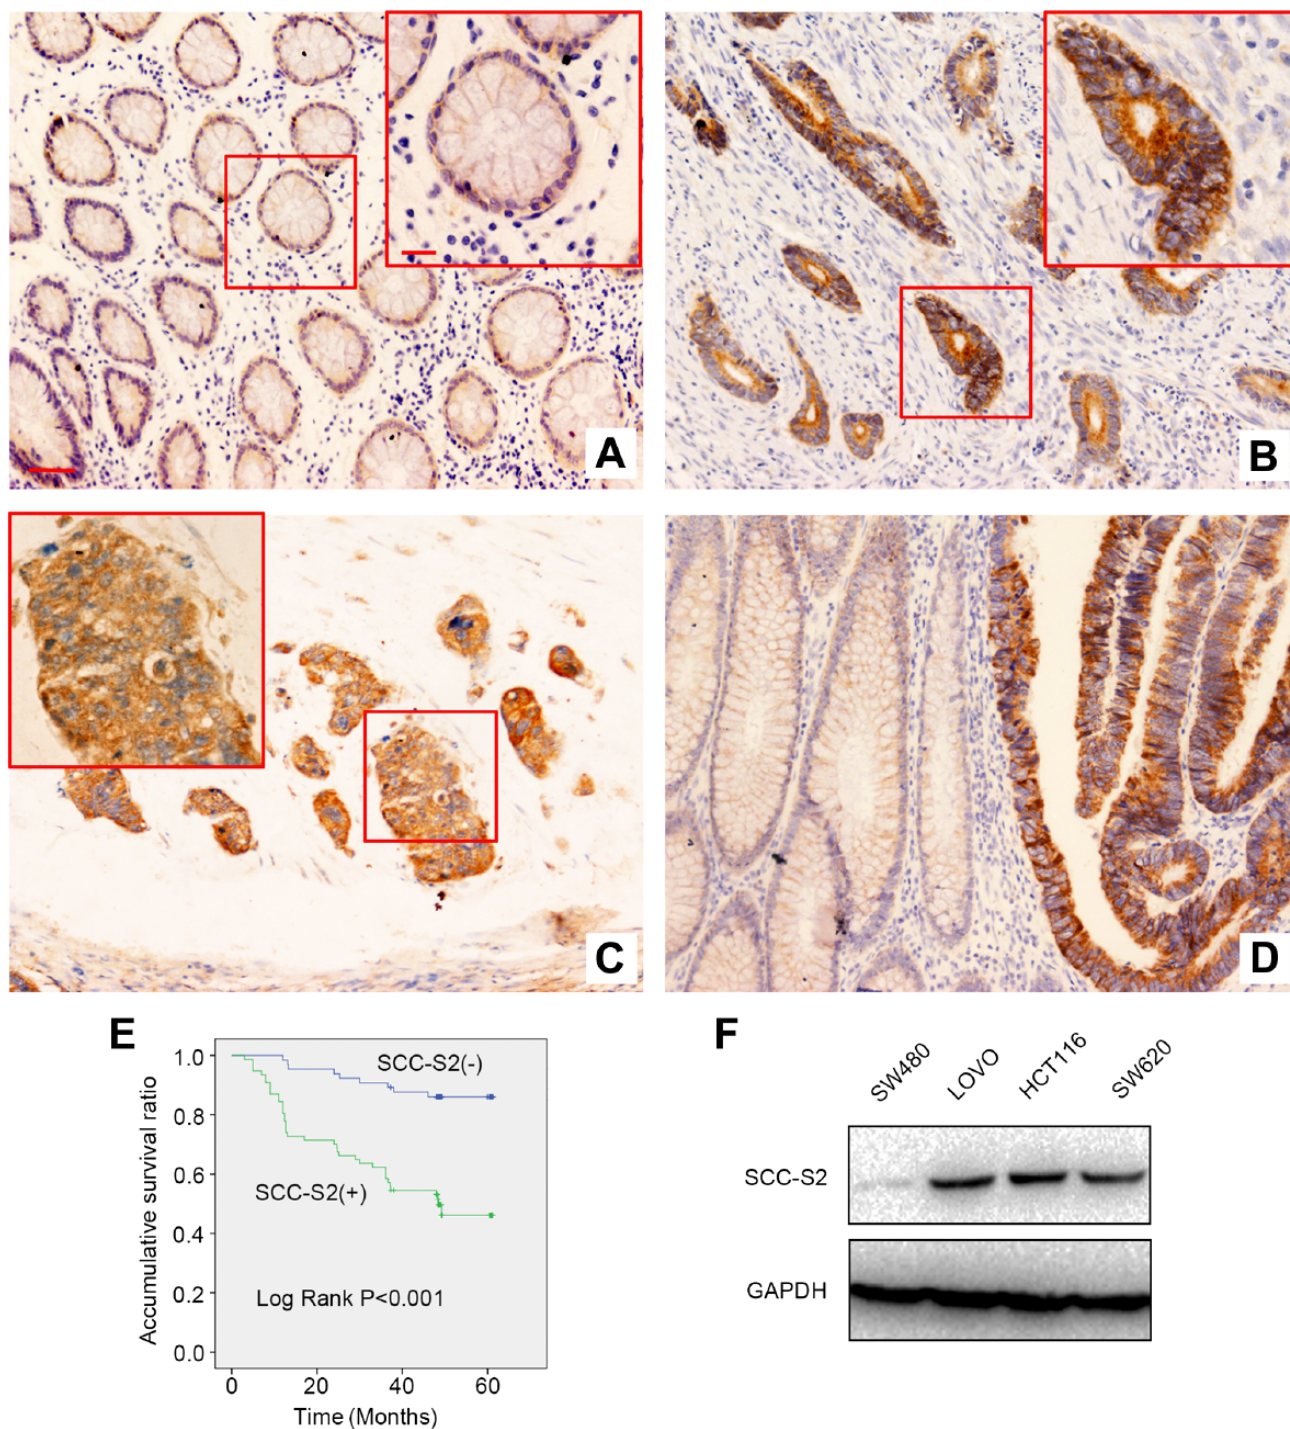 A
B
C
D
E
1.0
0.8
0.6
0.4
0.2
0.0
Accumulative survival ratio
SCC-S2(-)
SCC-S2(+)
Log Rank P<0.001
0 20 40 60
Time (Months)
F
SW480 LOVO HCT116 SW620
SCC-S2
GAPDH